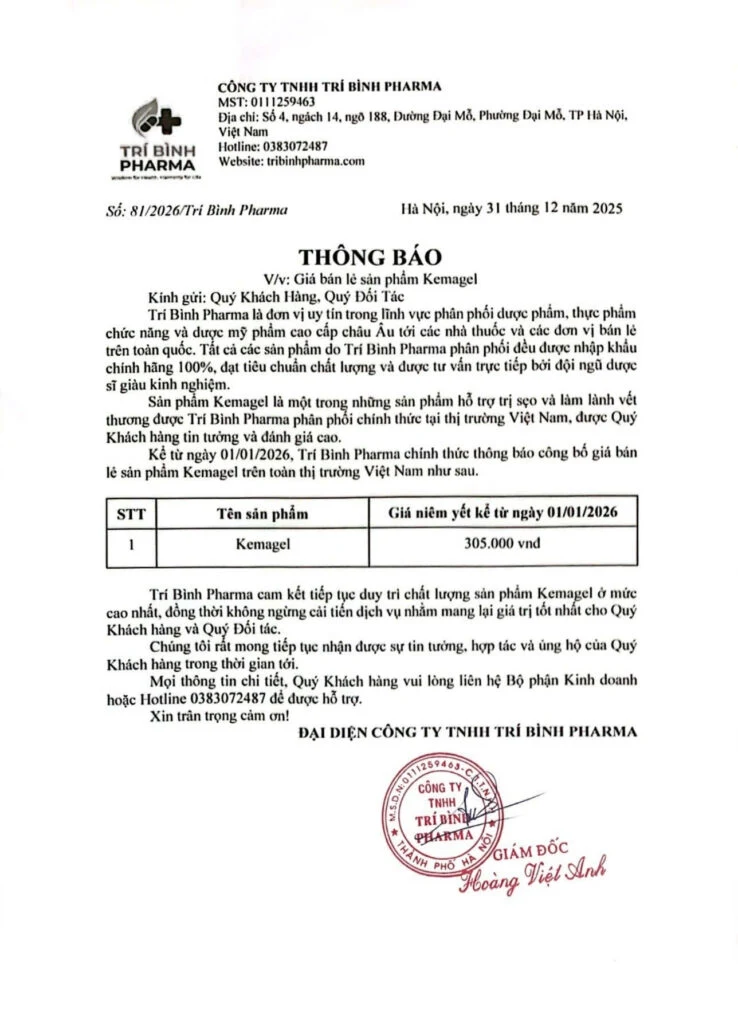 CÔNG TY TNHH TRÍ BÌNH PHARMA
MST: 0111259463
Địa chỉ: Số 4, ngách 14, ngõ 188, Đường Đại Mỗ, Phường Đại Mỗ, TP Hà Nội,
Việt Nam
Hotline: 0383072487
Website: tribinhpharma.com
TRÍ BÌNH
PHARMA
Wisdom for Health, Harmony for Life
Số: 81/2026/Trí Bình Pharma
Hà Nội, ngày 31 tháng 12 năm 2025
THÔNG BÁO
V/v: Giá bán lẻ sản phẩm Kemagel
Kính gửi: Quý Khách Hàng, Quý Đối Tác
Trí Bình Pharma là đơn vị uy tín trong lĩnh vực phân phối dược phẩm, thực phẩm
chức năng và dược mỹ phẩm cao cấp châu Âu tới các nhà thuốc và các đơn vị bán lẻ
trên toàn quốc. Tất cả các sản phẩm do Trí Bình Pharma phân phối đều được nhập khẩu
chính hãng 100%, đạt tiêu chuẩn chất lượng và được tư vấn trực tiếp bởi đội ngũ dược
sĩ giàu kinh nghiệm.
Sản phẩm Kemagel là một trong những sản phẩm hỗ trợ trị sẹo và làm lành vết
thương được Trí Bình Pharma phân phối chính thức tại thị trường Việt Nam, được Quý
Khách hàng tin tưởng và đánh giá cao.
Kể từ ngày 01/01/2026, Trí Bình Pharma chính thức thông báo công bố giá bán
lẻ sản phẩm Kemagel trên toàn thị trường Việt Nam như sau.
STT Tên sản phẩm Giá niêm yết kể từ ngày 01/01/2026
1 Kemagel 305.000 vnđ
Trí Bình Pharma cam kết tiếp tục duy trì chất lượng sản phẩm Kemagel ở mức
cao nhất, đồng thời không ngừng cải tiến dịch vụ nhằm mang lại giá trị tốt nhất cho Quý
Khách hàng và Quý Đối tác.
Chúng tôi rất mong tiếp tục nhận được sự tin tưởng, hợp tác và ủng hộ của Quý
Khách hàng trong thời gian tới.
Mọi thông tin chi tiết, Quý Khách hàng vui lòng liên hệ Bộ phận Kinh doanh
hoặc Hotline 0383072487 để được hỗ trợ.
Xin trân trọng cảm ơn!
ĐẠI DIỆN CÔNG TY TNHH TRÍ BÌNH PHARMA
M.S.D.N:0111259463-C.T.T.N.H.H
CÔNG TY
TNHH
TRÍ BÌNH
PHARMA
THÀNH PHỐ HÀ NỘI
GIÁM ĐỐC
Hoàng Việt Anh